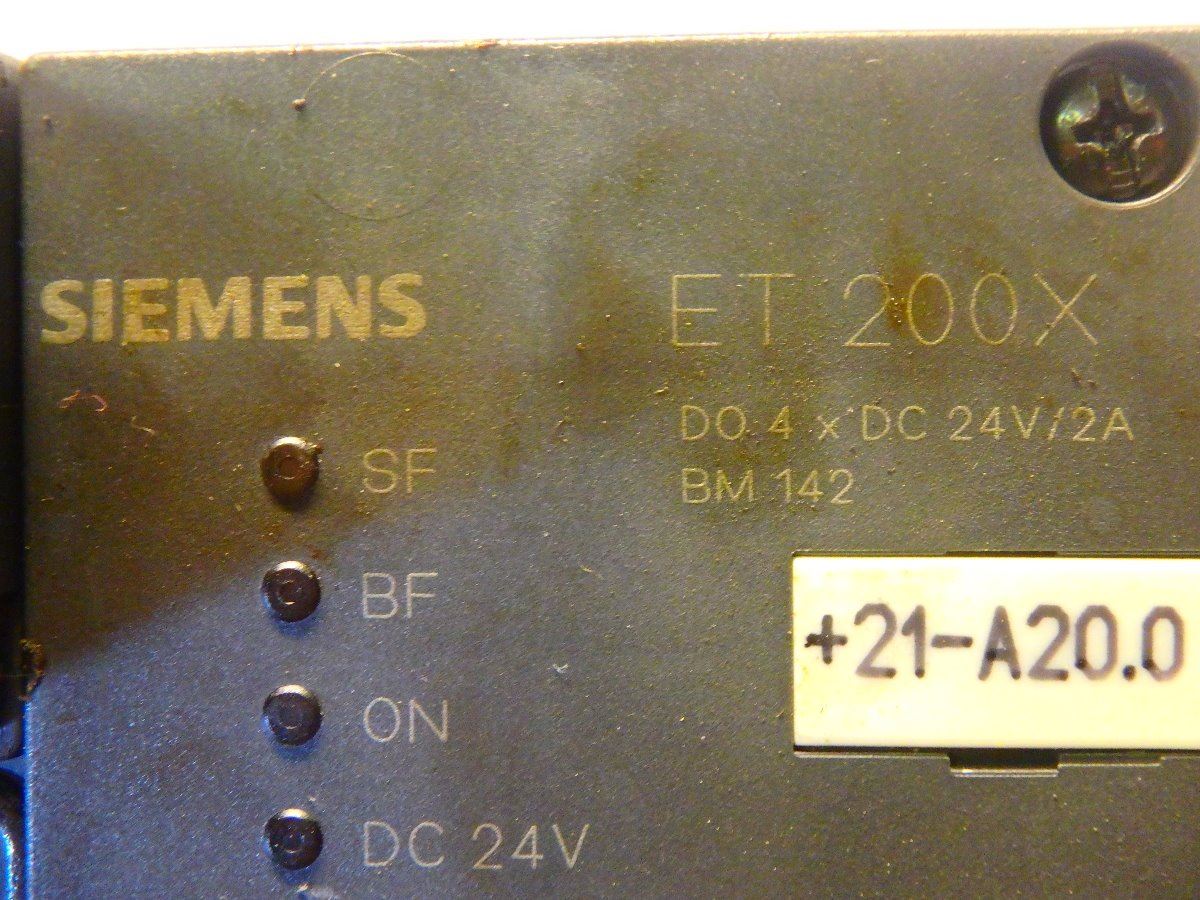 SIEMENS
ET 200X
DO 4 x DC 24V/2A
BM 142
SF
BF
ON
DC 24V
+21-A20.0